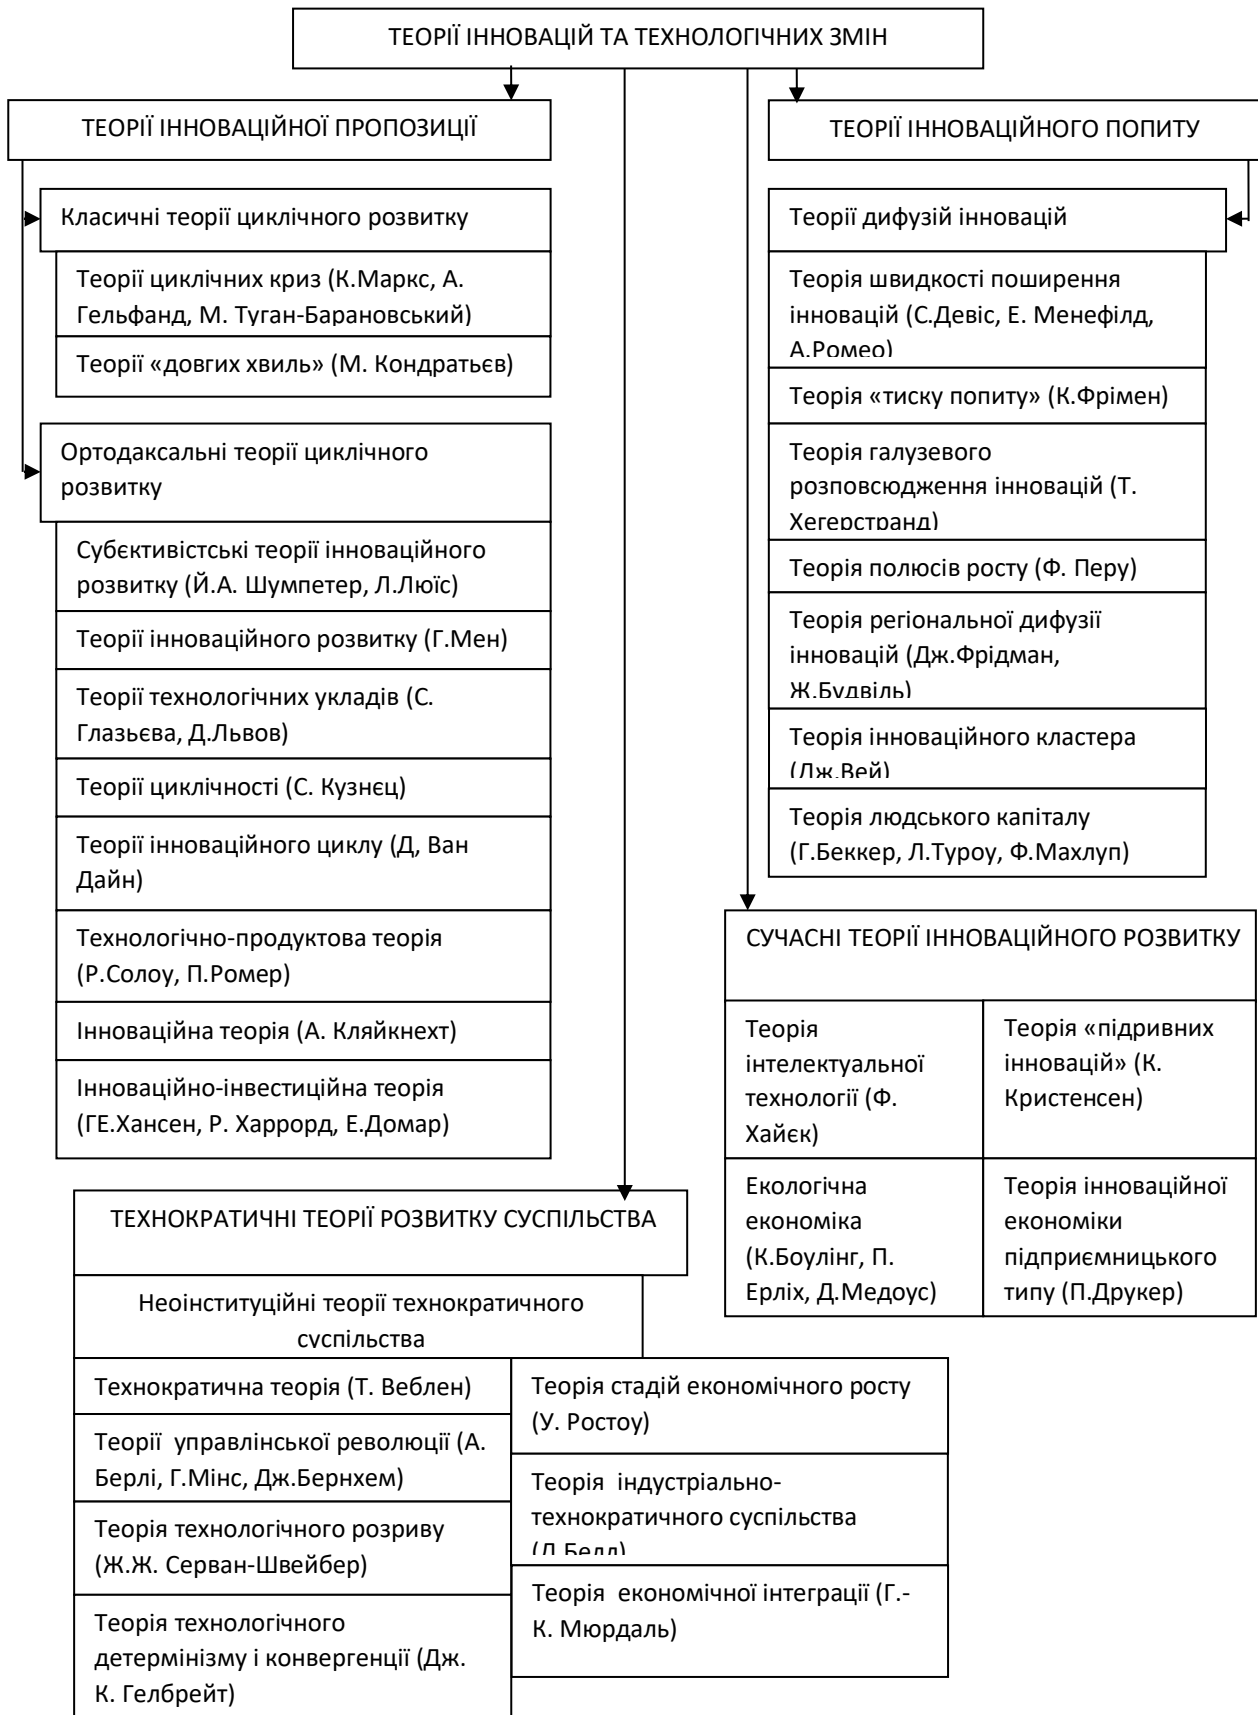 ТЕОРІЇ ІННОВАЦІЙ ТА ТЕХНОЛОГІЧНИХ ЗМІН
ТЕОРІЇ ІННОВАЦІЙНОЇ ПРОПОЗИЦІЇ
Класичні теорії циклічного розвитку
Теорії циклічних криз (К.Маркс, А.
Гельфанд, М. Туган-Барановський)
Теорії «довгих хвиль» (М. Кондратьєв)
Ортодаксальні теорії циклічного
розвитку
Субєктивістські теорії інноваційного
розвитку (Й.А. Шумпетер, Л.Люїс)
Теорії інноваційного розвитку (Г.Мен)
Теорії технологічних укладів (С.
Глазьєва, Д.Львов)
Теорії циклічності (С. Кузнєц)
Теорії інноваційного циклу (Д, Ван
Дайн)
Технологічно-продуктова теорія
(Р.Солоу, П.Ромер)
Інноваційна теорія (А. Кляйкнехт)
Інноваційно-інвестиційна теорія
(ГЕ.Хансен, Р. Харрорд, Е.Домар)
ТЕОРІЇ ІННОВАЦІЙНОГО ПОПИТУ
Теорії дифузій інновацій
Теорія швидкості поширення
інновацій (С.Девіс, Е. Менефілд,
А.Ромео)
Теорія «тиску попиту» (К.Фрімен)
Теорія галузевого
розповсюдження інновацій (Т.
Хегерстранд)
Теорія полюсів росту (Ф. Перу)
Теорія регіональної дифузії
інновацій (Дж.Фрідман,
Ж.Будвіль)
Теорія інноваційного кластера
(Дж.Вей)
Теорія людського капіталу
(Г.Беккер, Л.Туроу, Ф.Махлуп)
СУЧАСНІ ТЕОРІЇ ІННОВАЦІЙНОГО РОЗВИТКУ
Теорія
інтелектуальної
технології (Ф.
Хайєк)
Теорія «підривних
інновацій» (К.
Кристенсен)
Екологічна
економіка
(К.Боулінг, П.
Ерліх, Д.Медоус)
Теорія інноваційної
економіки
підприємницького
типу (П.Друкер)
ТЕХНОКРАТИЧНІ ТЕОРІЇ РОЗВИТКУ СУСПІЛЬСТВА
Неоінституційні теорії технократичного
суспільства
Технократична теорія (Т. Веблен)
Теорії управлінської революції (А.
Берлі, Г.Мінс, Дж.Бернхем)
Теорія технологічного розриву
(Ж.Ж. Серван-Швейбер)
Теорія технологічного
детермінізму і конвергенції (Дж.
К. Гелбрейт)
Теорія стадій економічного росту
(У. Ростоу)
Теорія індустріально-
технократичного суспільства
(Д.Белл)
Теорія економічної інтеграції (Г.-
К. Мюрдаль)